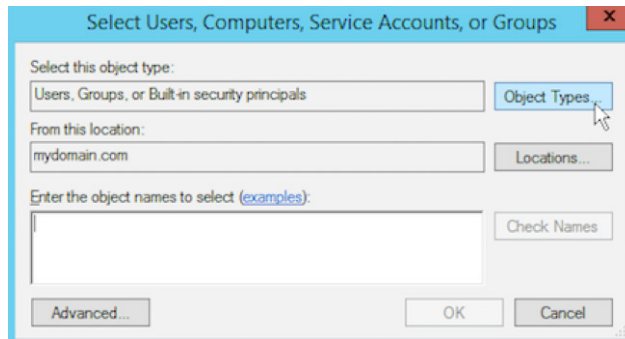 Select Users, Computers, Service Accounts, or Groups
x
Select this object type:
Users, Groups, or Built-in security principals
Object Types...
From this location:
mydomain.com
Locations...
Enter the object names to select (examples):
Check Names
Advanced...
OK
Cancel